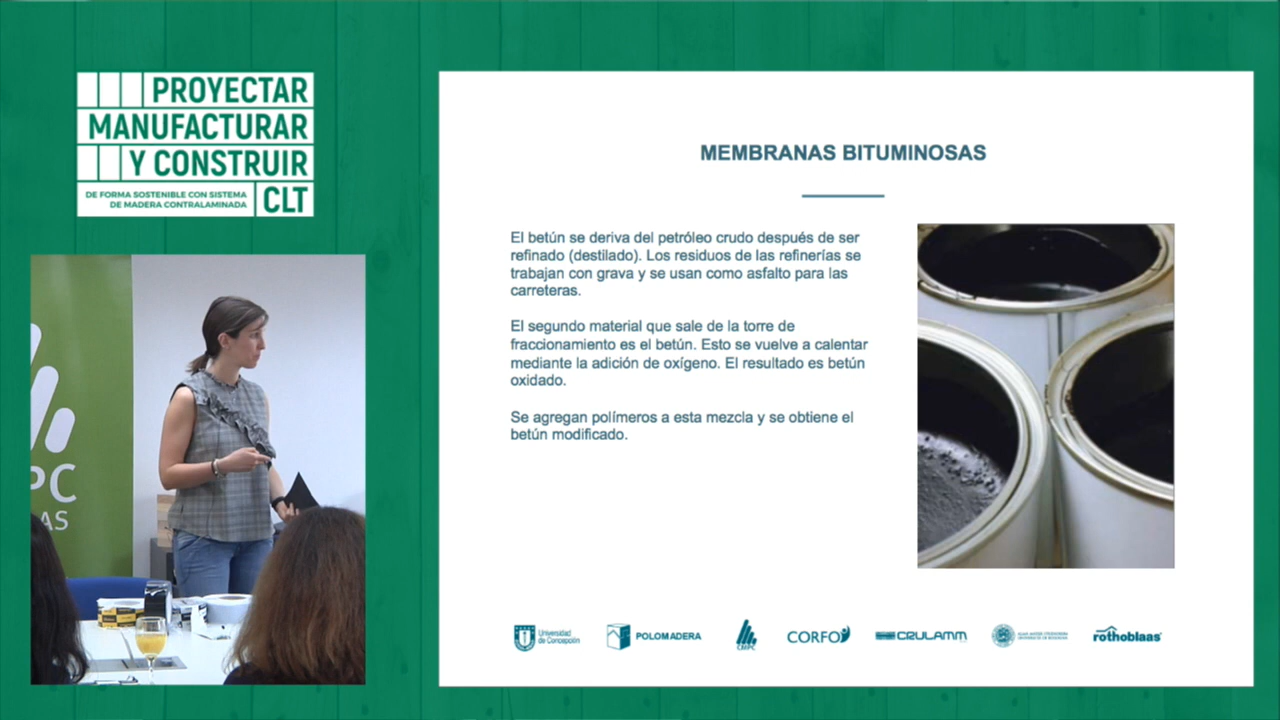 PROYECTAR
MANUFACTURAR
Y CONSTRUIR
DE FORMA SOSTENIBLE CON SISTEMA
DE MADERA CONTRALAMINADA
CLT
PC
AS
MEMBRANAS BITUMINOSAS
El betún se deriva del petróleo crudo después de ser
refinado (destilado). Los residuos de las refinerías se
trabajan con grava y se usan como asfalto para las
carreteras.
El segundo material que sale de la torre de
fraccionamiento es el betún. Esto se vuelve a calentar
mediante la adición de oxígeno. El resultado es betún
oxidado.
Se agregan polímeros a esta mezcla y se obtiene el
betún modificado.
Universidad
de Concepción
POLOMADERA
CMPC
CORFO
CRULAMM
rothoblaas